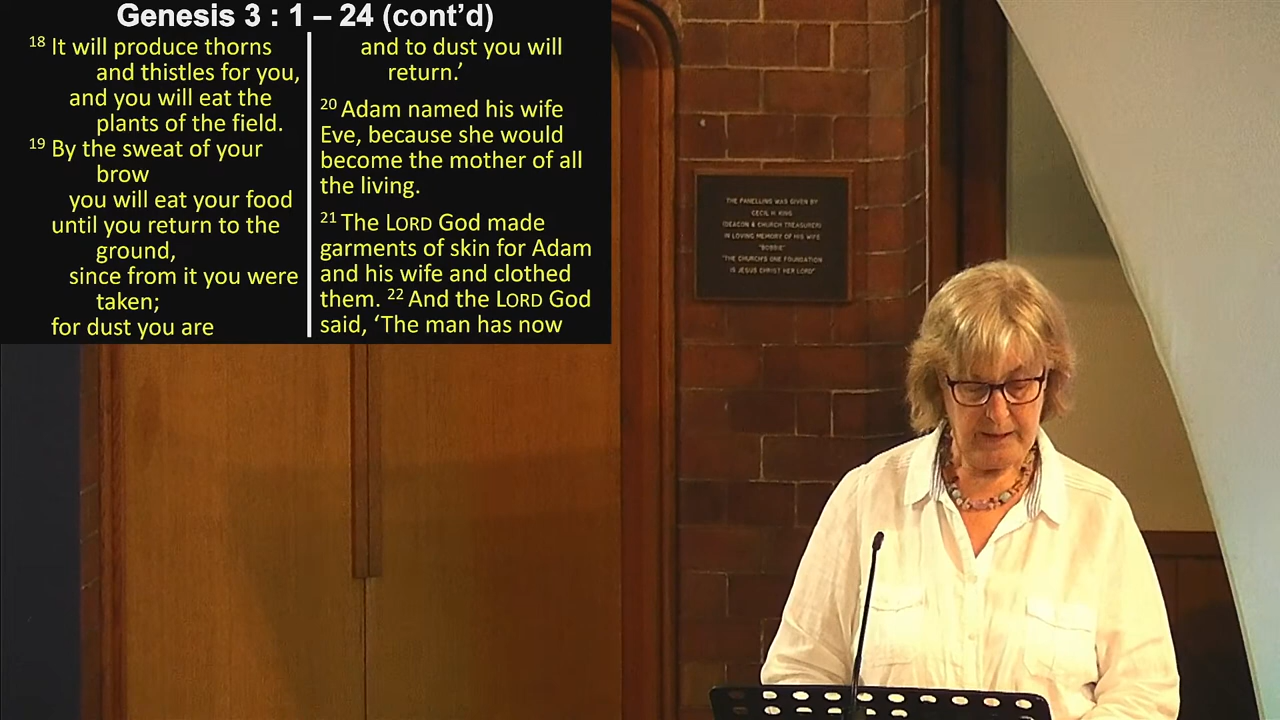 Genesis 3 : 1 – 24 (cont’d)
18 It will produce thorns
and thistles for you,
and you will eat the
plants of the field.
19 By the sweat of your
brow
you will eat your food
until you return to the
ground,
since from it you were
taken;
for dust you are
and to dust you will
return.’
20 Adam named his wife
Eve, because she would
become the mother of all
the living.
21 The LORD God made
garments of skin for Adam
and his wife and clothed
them. 22 And the LORD God
said, ‘The man has now
THE PANELLING WAS GIVEN BY
CECIL H. KING
(DEACON & CHURCH TREASURER)
IN LOVING MEMORY OF HIS WIFE
"BOBBIE"
"THE CHURCH'S ONE FOUNDATION
IS JESUS CHRIST HER LORD"